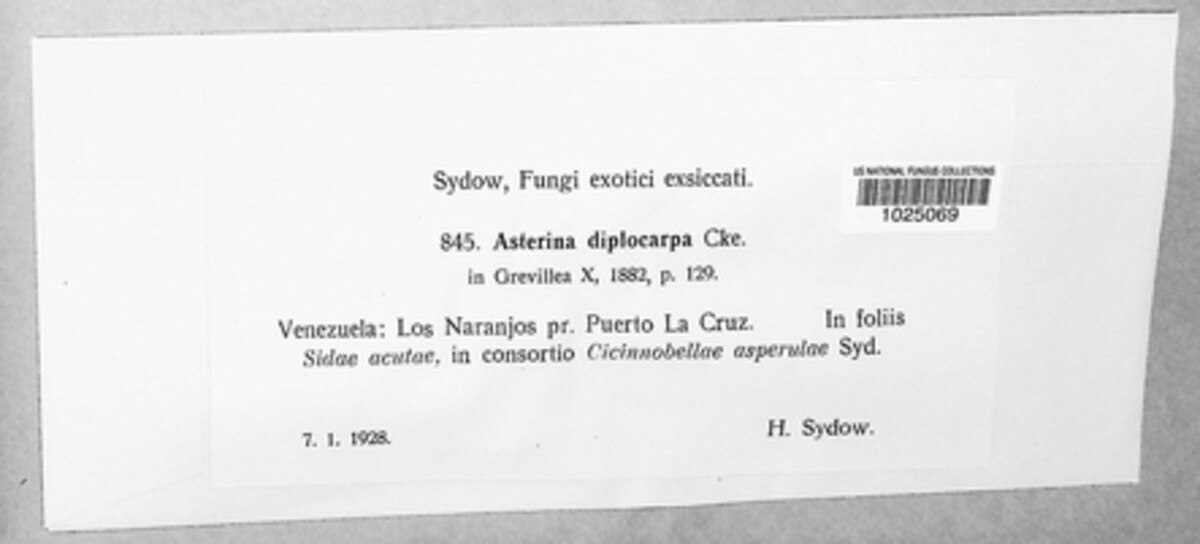 Sydow, Fungi exotici exsiccati.
US NATIONAL FUNGUS COLLECTIONS
1025069
845. Asterina diplocarpa Cke.
in Grevillea X, 1882, p. 129.
Venezuela: Los Naranjos pr. Puerto La Cruz. In foliis
Sidae acutae, in consortio Cicinnobellae asperulae Syd.
7. 1. 1928.
H. Sydow.